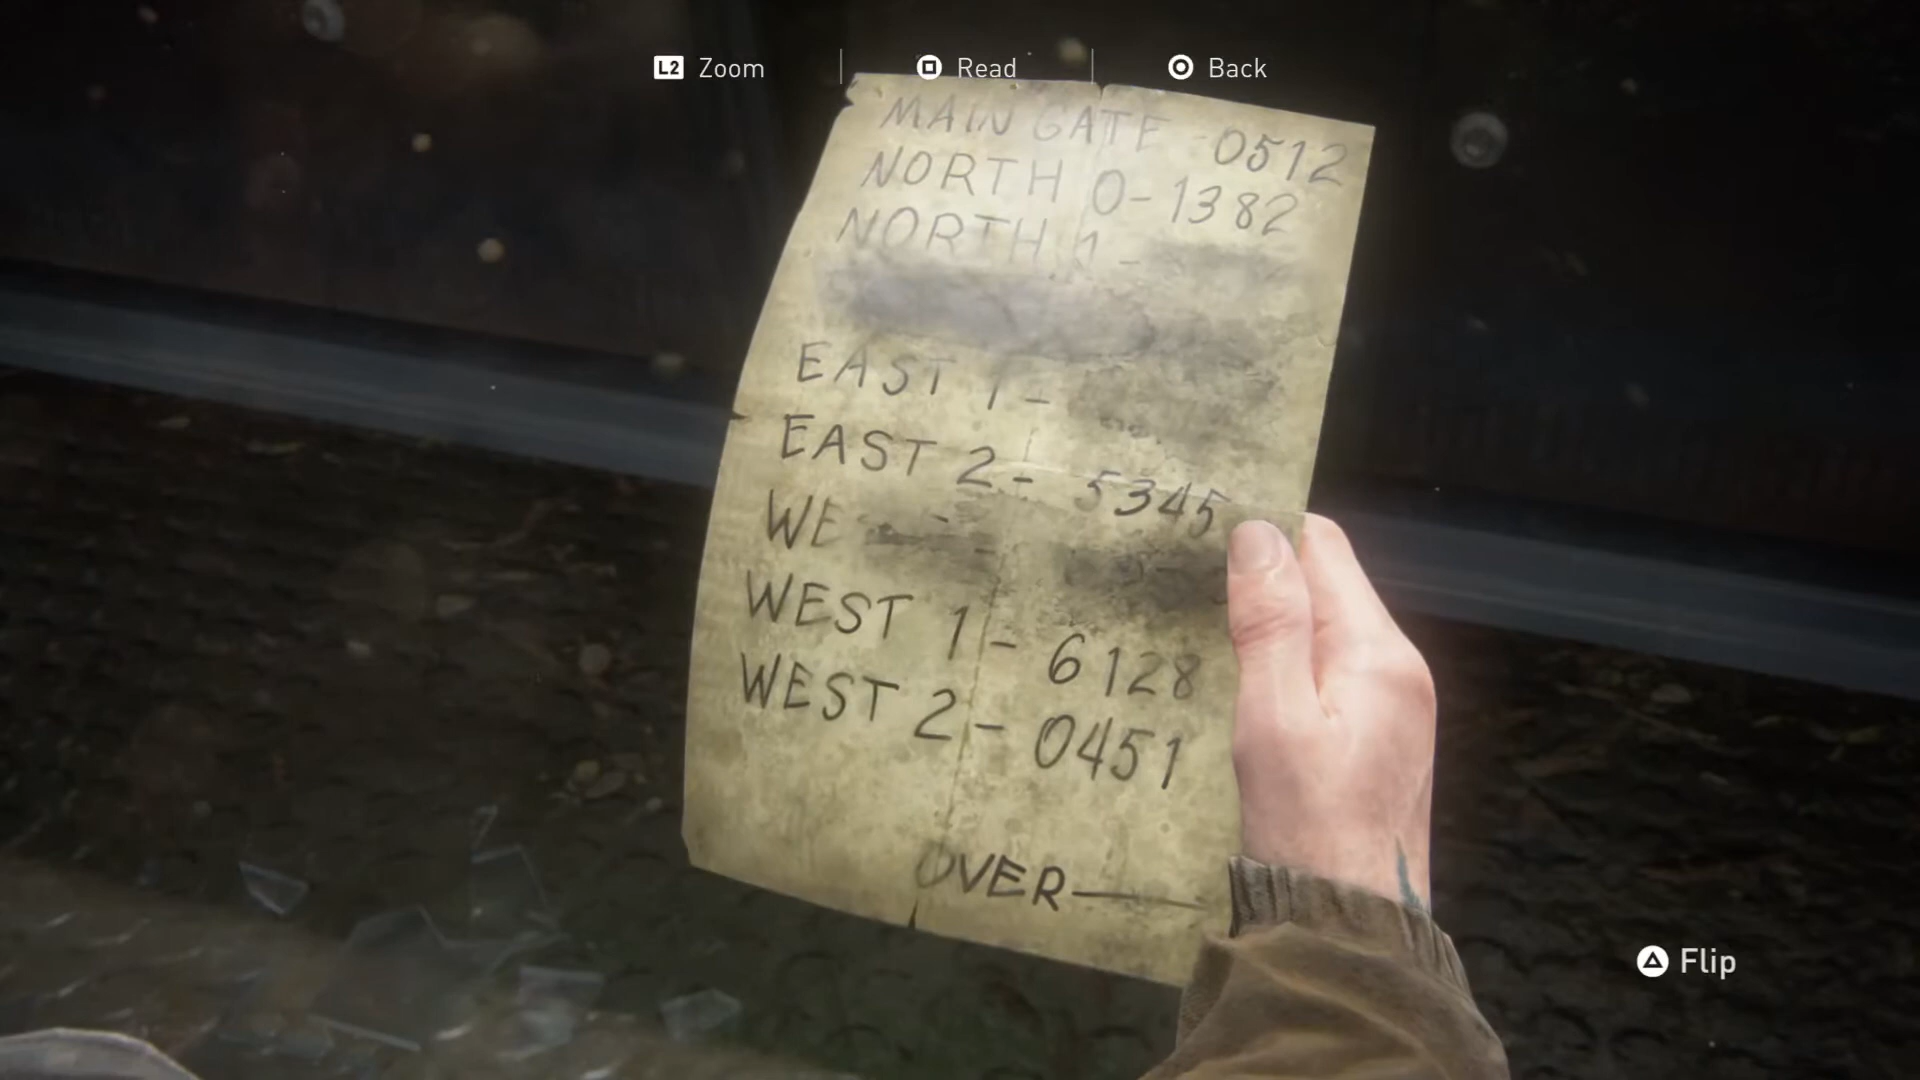 L2 Zoom Read Back
MAIN GATE - 0512
NORTH 0- 1382
NORTH 1 -
EAST 1 -
EAST 2 - 5345
WE
WEST 1 - 6128
WEST 2 - 0451
OVER
Flip